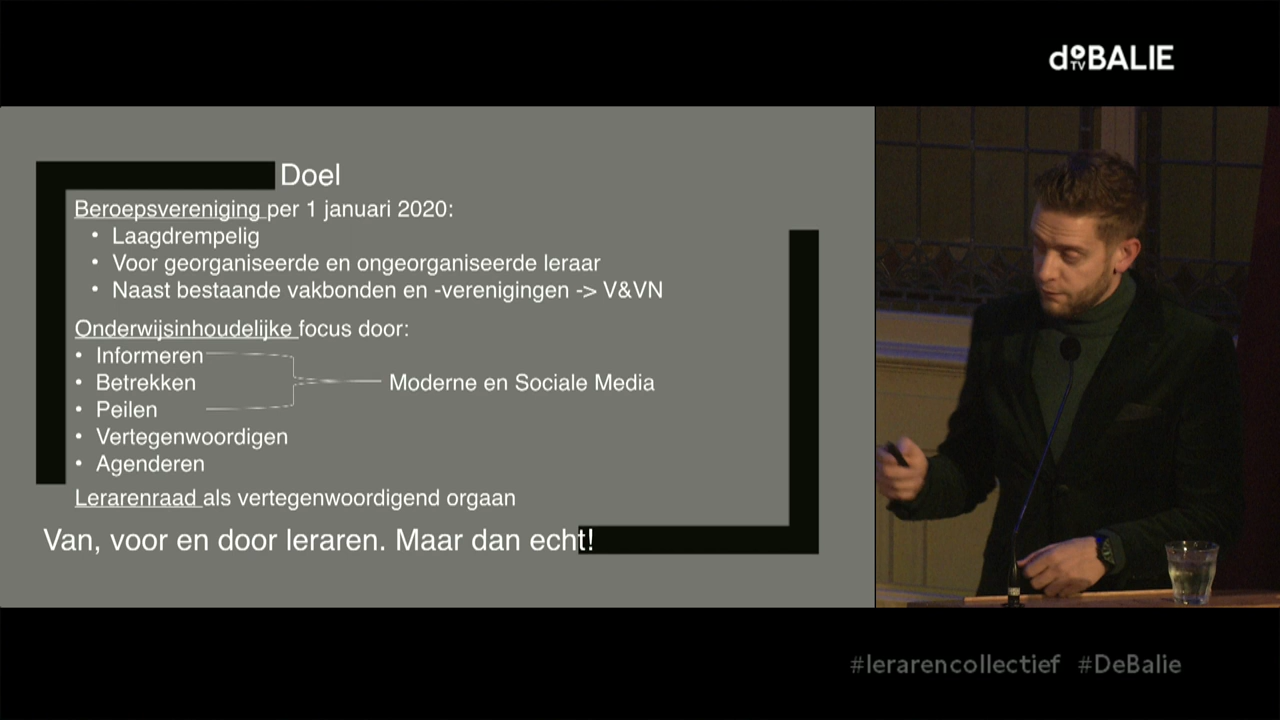 doTVBALIE
Doel
Beroepsvereniging per 1 januari 2020:
• Laagdrempelig
• Voor georganiseerde en ongeorganiseerde leraar
• Naast bestaande vakbonden en -verenigingen -> V&VN
Onderwijsinhoudelijke focus door:
• Informeren
• Betrekken
Moderne en Sociale Media
• Peilen
• Vertegenwoordigen
• Agenderen
Lerarenraad als vertegenwoordigend orgaan
Van, voor en door leraren. Maar dan echt!
#lerarencollectief #DeBalie